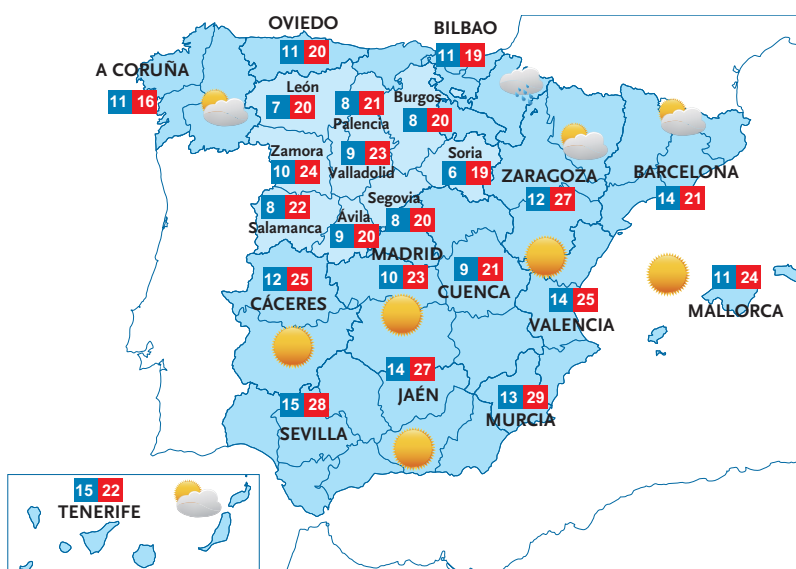 OVIEDO
11 20
BILBAO
11 19
A CORUÑA
11 16
León
7 20
8 21
Palencia
Burgos
8 20
Zamora
10 24
9 23
Valladolid
Soria
6 19
ZARAGOZA
12 27
BARCELONA
14 21
8 22
Salamanca
Ávila
9 20
Segovia
8 20
MADRID
10 23
9 21
CUENCA
12 25
CÁCERES
14 25
VALENCIA
11 24
MALLORCA
14 27
JAÉN
15 28
SEVILLA
13 29
MURCIA
15 22
TENERIFE